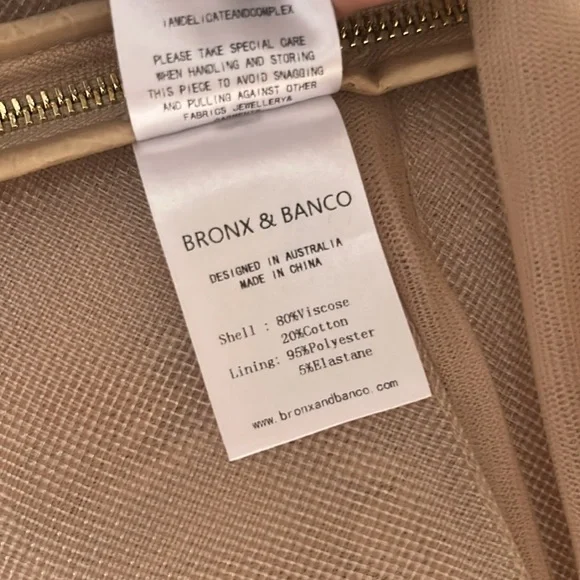 IANDELICATEANDCOMPLEX
PLEASE TAKE SPECIAL CARE
WHEN HANDLING AND STORING
THIS PIECE TO AVOID SNAGGING
AND PULLING AGAINST OTHER
FABRICS JEWELLERYA
BRONX & BANCO
DESIGNED IN AUSTRALIA
MADE IN CHINA
Shell : 80%Viscose
20%Cotton
Lining: 95%Polyester
5%Elastane
www.bronxandbanco.com